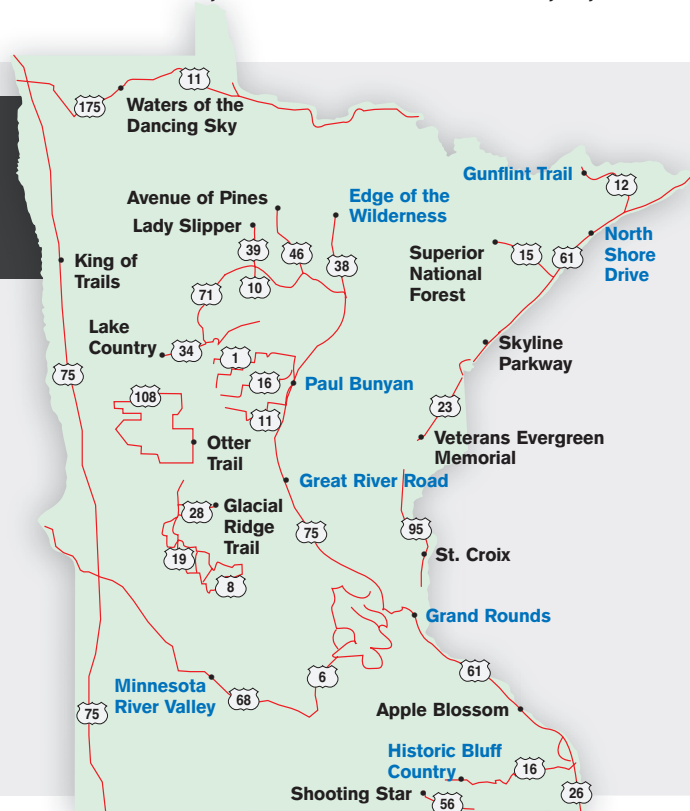 11
175
Waters of the
Dancing Sky
Gunflint Trail
12
Avenue of Pines
Lady Slipper
Edge of the
Wilderness
39
46
38
10
71
King of
Trails
Superior
National
Forest
15
61
North
Shore
Drive
Lake
Country
34
1
16
Skyline
Parkway
75
108
Paul Bunyan
11
23
Otter
Trail
Veterans Evergreen
Memorial
Great River Road
28
Glacial
Ridge
Trail
75
95
St. Croix
19
8
Grand Rounds
61
6
Minnesota
River Valley
68
75
Apple Blossom
Historic Bluff
Country
16
26
Shooting Star
56